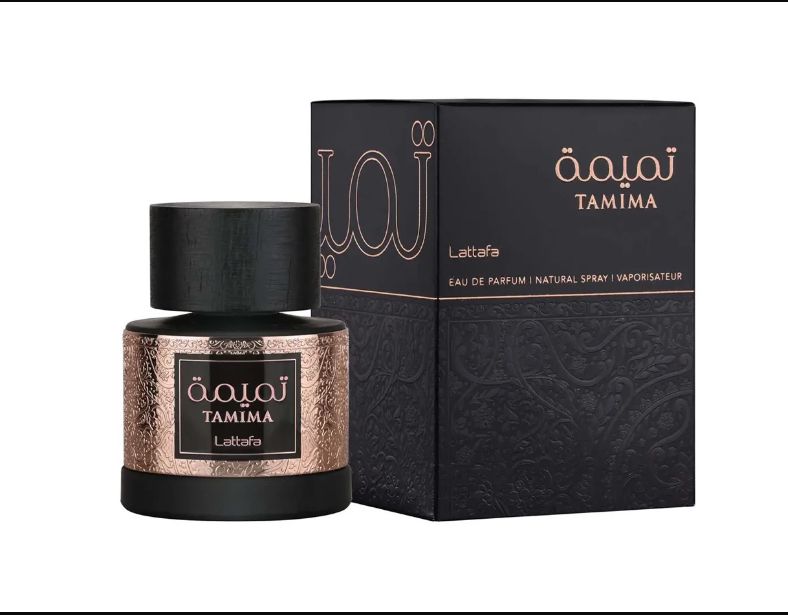 تميمة
TAMIMA
Lattafa
EAU DE PARFUM | NATURAL SPRAY | VAPORISATEUR
تميمة
TAMIMA
Lattafa